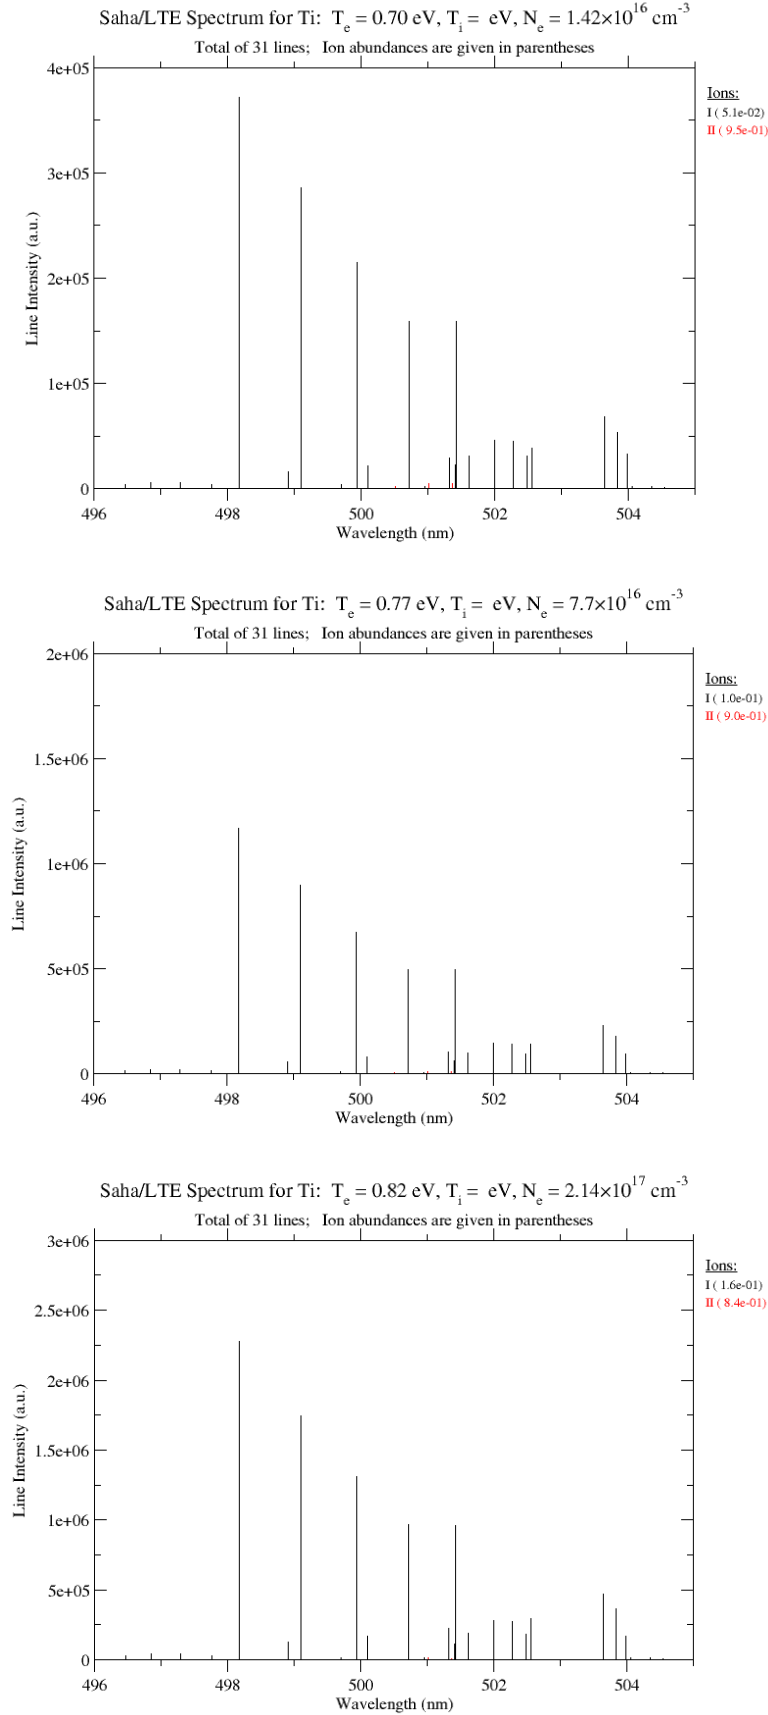 Saha/LTE Spectrum for Ti: Te = 0.70 eV, Ti = eV, Ne = 1.42×10^16 cm^-3
Total of 31 lines; Ion abundances are given in parentheses
4e+05
3e+05
2e+05
1e+05
0
Line Intensity (a.u.)
Ions:
I ( 5.1e-02)
II ( 9.5e-01)
496 498 500 502 504
Wavelength (nm)
Saha/LTE Spectrum for Ti: Te = 0.77 eV, Ti = eV, Ne = 7.7×10^16 cm^-3
Total of 31 lines; Ion abundances are given in parentheses
2e+06
1.5e+06
1e+06
5e+05
0
Line Intensity (a.u.)
Ions:
I ( 1.0e-01)
II ( 9.0e-01)
496 498 500 502 504
Wavelength (nm)
Saha/LTE Spectrum for Ti: Te = 0.82 eV, Ti = eV, Ne = 2.14×10^17 cm^-3
Total of 31 lines; Ion abundances are given in parentheses
3e+06
2.5e+06
2e+06
1.5e+06
1e+06
5e+05
0
Line Intensity (a.u.)
Ions:
I ( 1.6e-01)
II ( 8.4e-01)
496 498 500 502 504
Wavelength (nm)